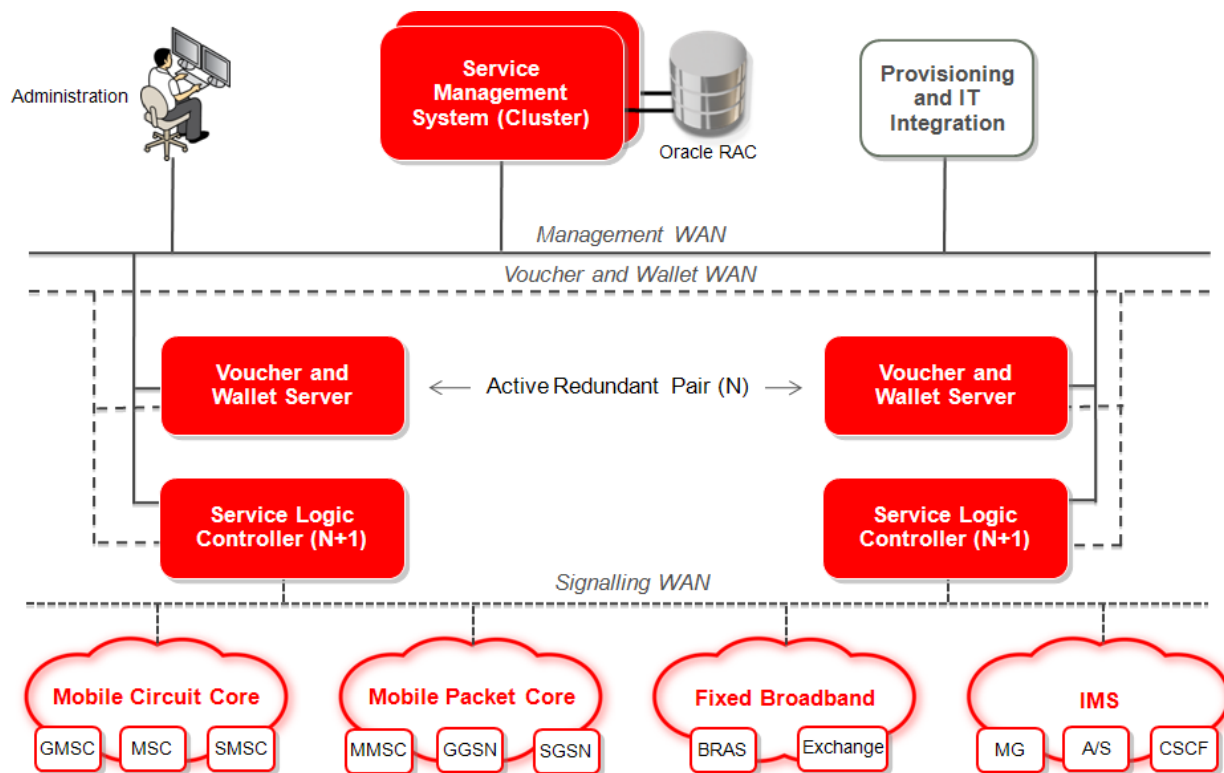 Administration
Service
Management
System (Cluster)
Oracle RAC
Provisioning
and IT
Integration
Management WAN
Voucher and Wallet WAN
Voucher and
Wallet Server
Active Redundant Pair (N)
Voucher and
Wallet Server
Service Logic
Controller (N+1)
Service Logic
Controller (N+1)
Signalling WAN
Mobile Circuit Core
GMSC
MSC
SMSC
Mobile Packet Core
MMSC
GGSN
SGSN
Fixed Broadband
BRAS
Exchange
IMS
MG
A/S
CSCF